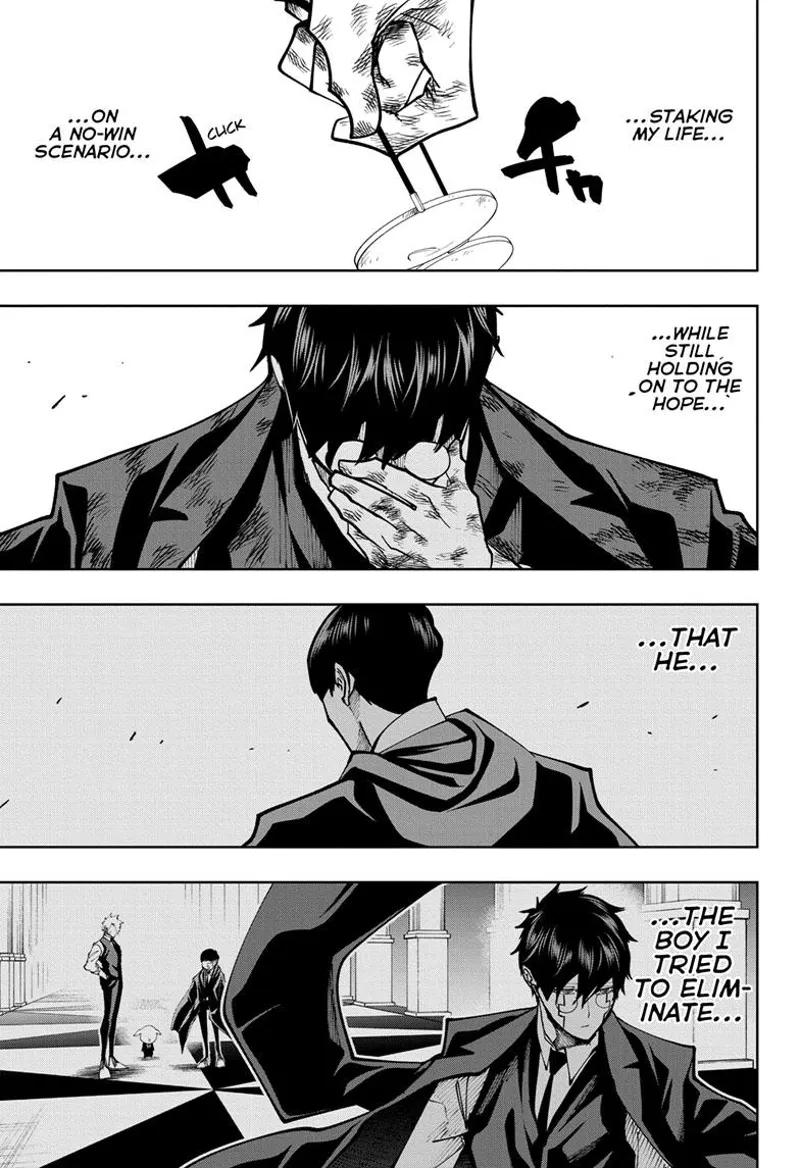 ...STAKING
MY LIFE...
チャ
CLICK
...ON
A NO-WIN
SCENARIO...
...WHILE
STILL
HOLDING
ON TO THE
HOPE...
...THAT
HE...
...THE
BOY I
TRIED
TO ELIM-
INATE...